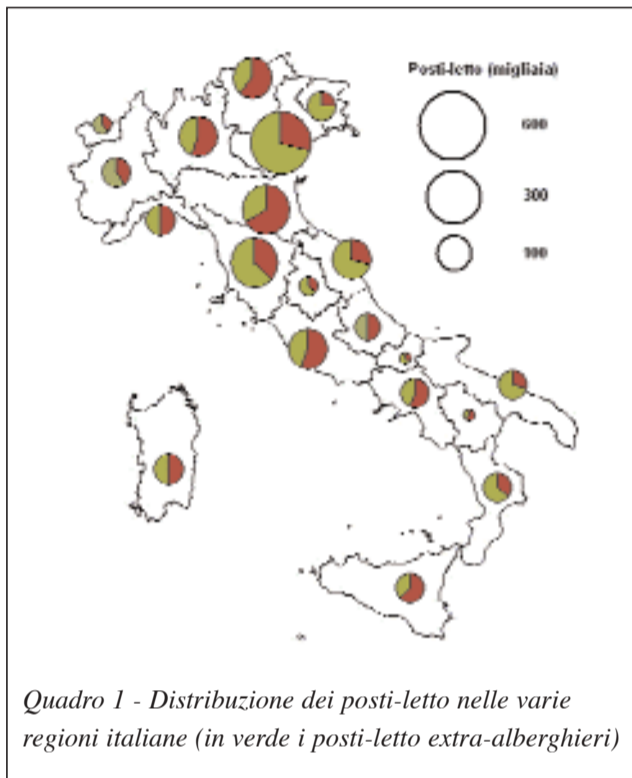 Posti-letto (migliaia)
600
300
100
Quadro 1 - Distribuzione dei posti-letto nelle varie
regioni italiane (in verde i posti-letto extra-alberghieri)